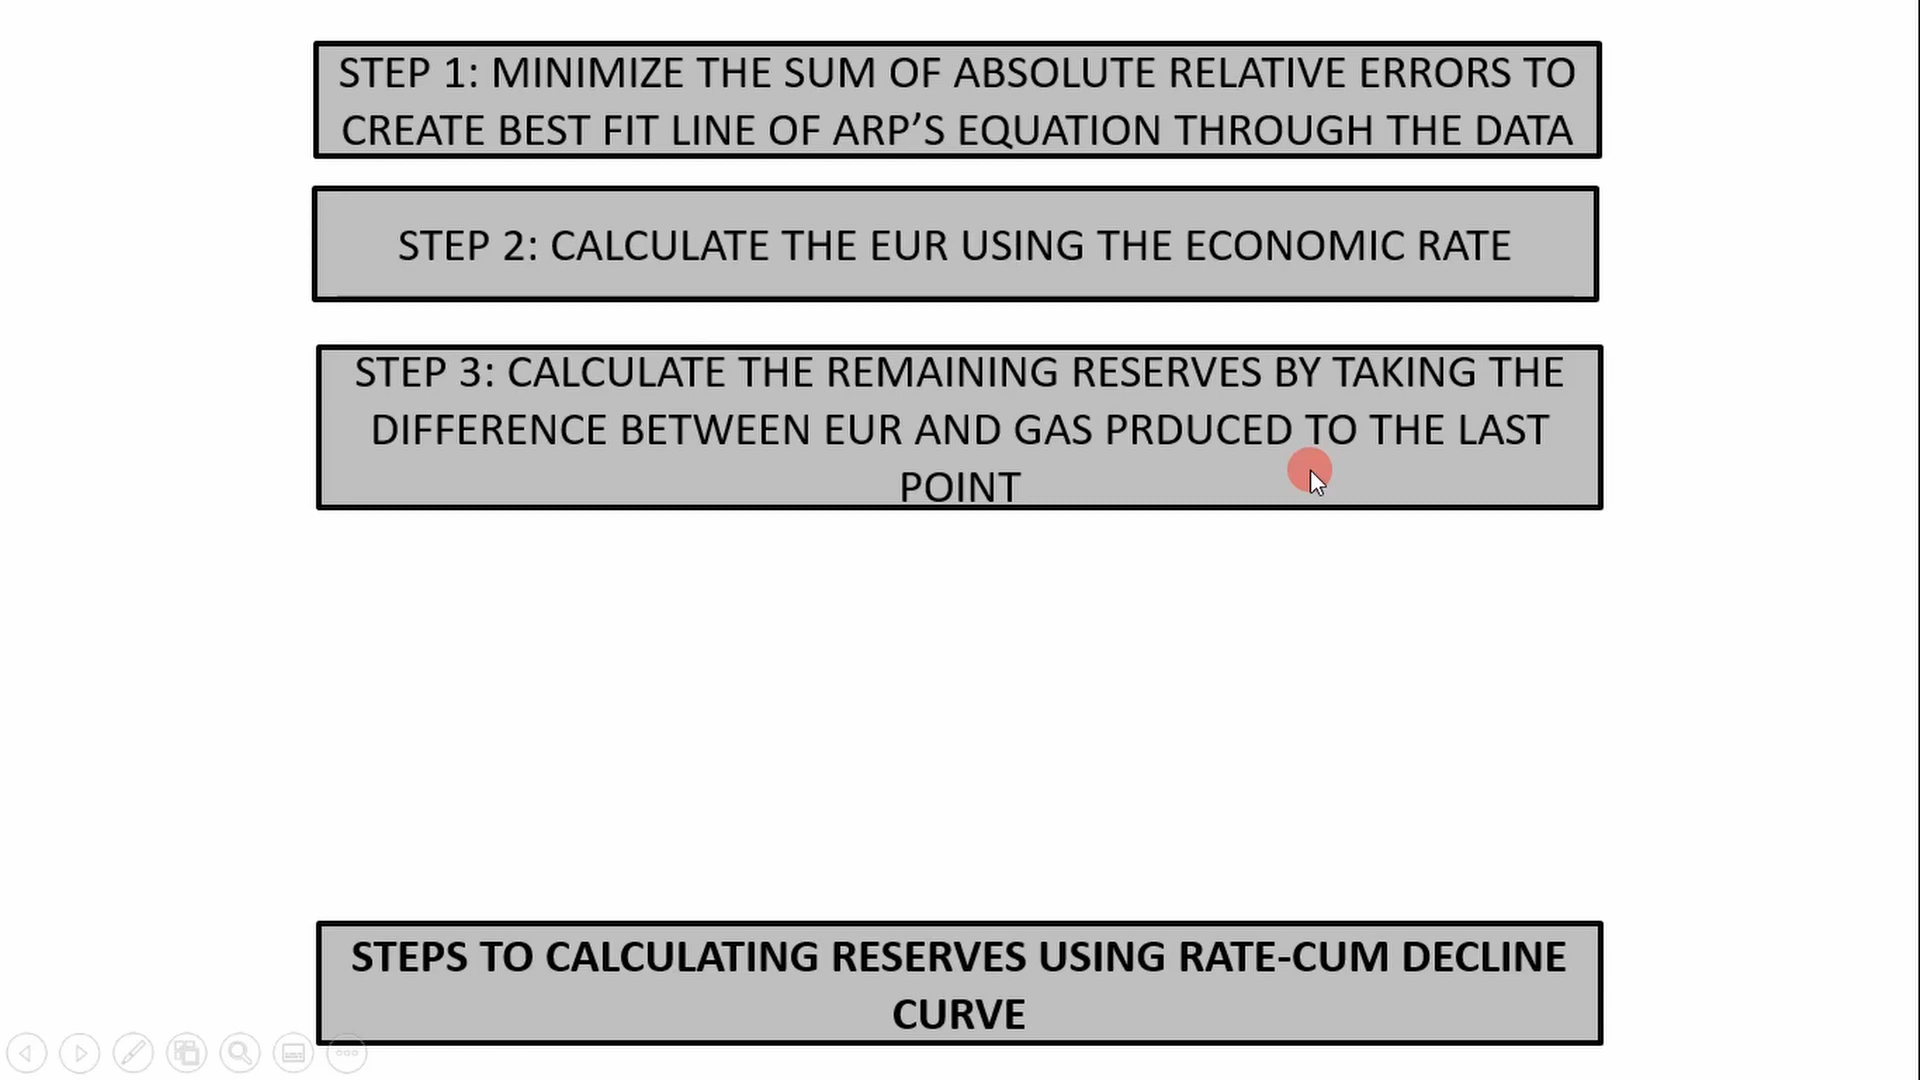 STEP 1: MINIMIZE THE SUM OF ABSOLUTE RELATIVE ERRORS TO
CREATE BEST FIT LINE OF ARP’S EQUATION THROUGH THE DATA
STEP 2: CALCULATE THE EUR USING THE ECONOMIC RATE
STEP 3: CALCULATE THE REMAINING RESERVES BY TAKING THE
DIFFERENCE BETWEEN EUR AND GAS PRDUCED TO THE LAST
POINT
STEPS TO CALCULATING RESERVES USING RATE-CUM DECLINE
CURVE